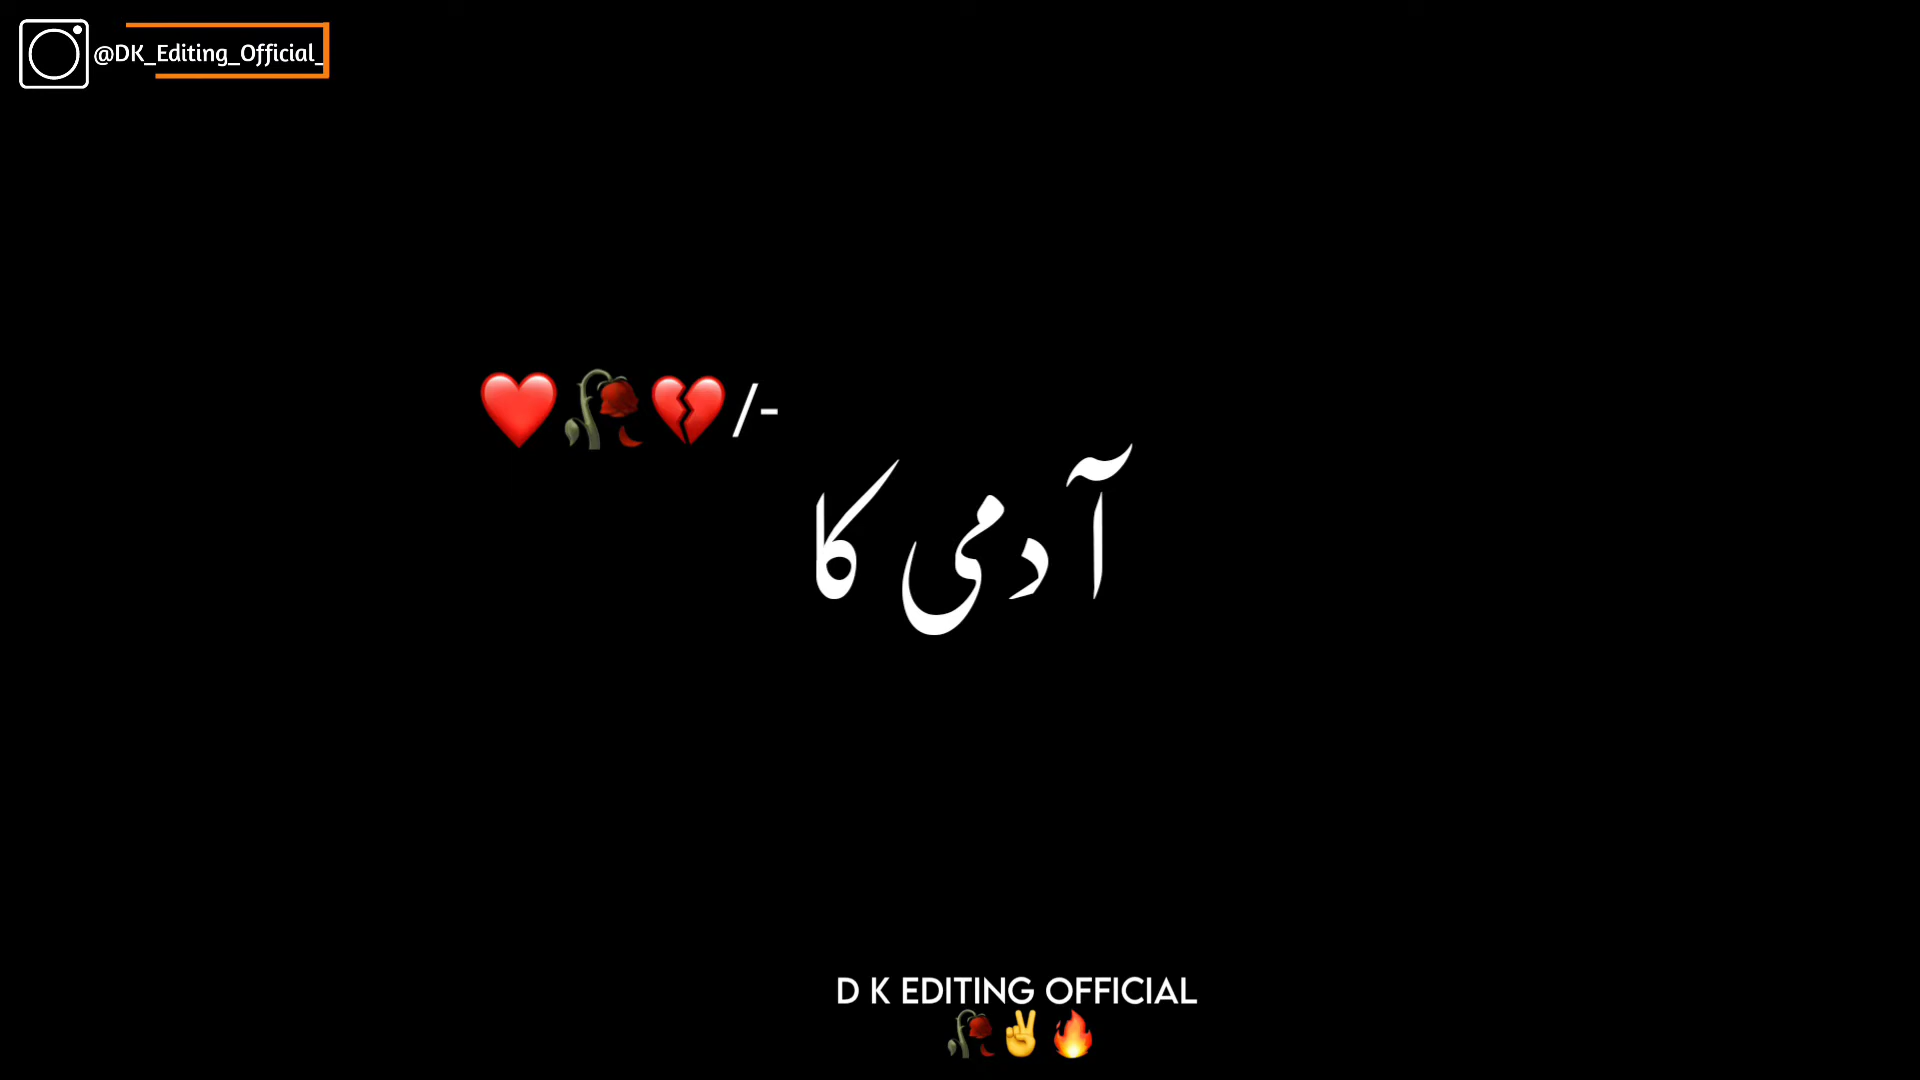 @DK_Editing_Official_
❤️🥀💔/-
آدمی کا
D K EDITING OFFICIAL
🥀✌️🔥